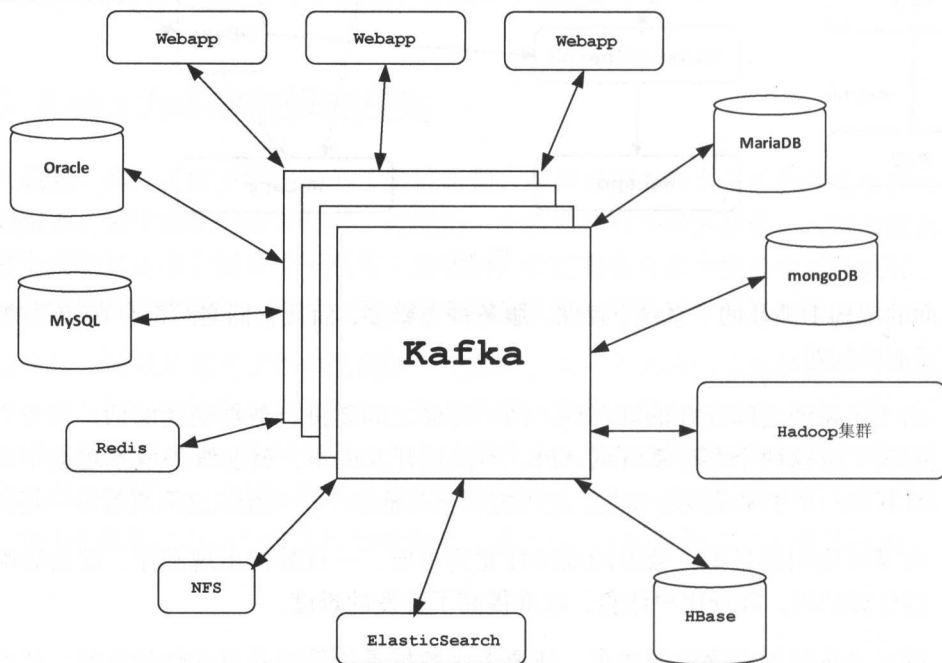 Webapp
Webapp
Webapp
Oracle
MariaDB
MySQL
mongoDB
Kafka
Redis
Hadoop集群
NFS
ElasticSearch
HBase